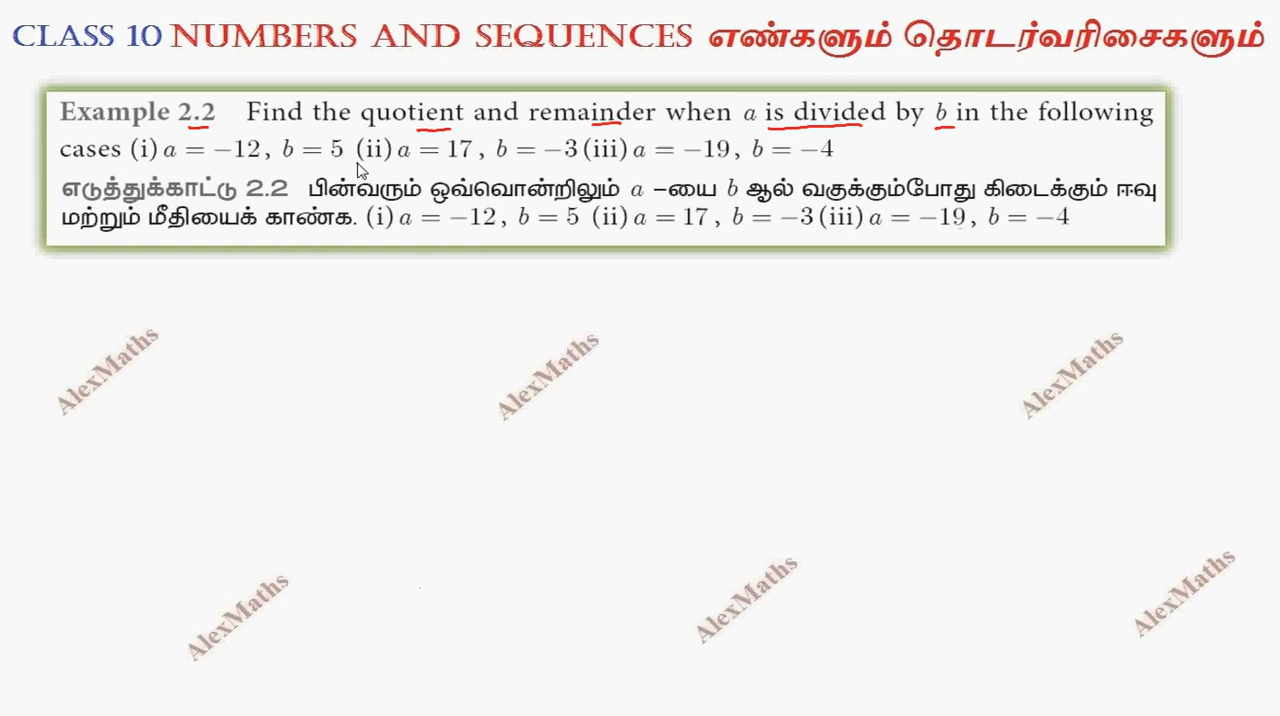 CLASS 10 NUMBERS AND SEQUENCES எண்களும் தொடர்வரிசைகளும்
Example 2.2 Find the quotient and remainder when a is divided by b in the following
cases (i) a = −12, b = 5 (ii) a = 17, b = −3 (iii) a = −19, b = −4
எடுத்துக்காட்டு 2.2 பின்வரும் ஒவ்வொன்றிலும் a −யை b ஆல் வகுக்கும்போது கிடைக்கும் ஈவு
மற்றும் மீதியைக் காண்க. (i) a = −12, b = 5 (ii) a = 17, b = −3 (iii) a = −19, b = −4
AlexMaths
AlexMaths
AlexMaths
AlexMaths
AlexMaths
AlexMaths